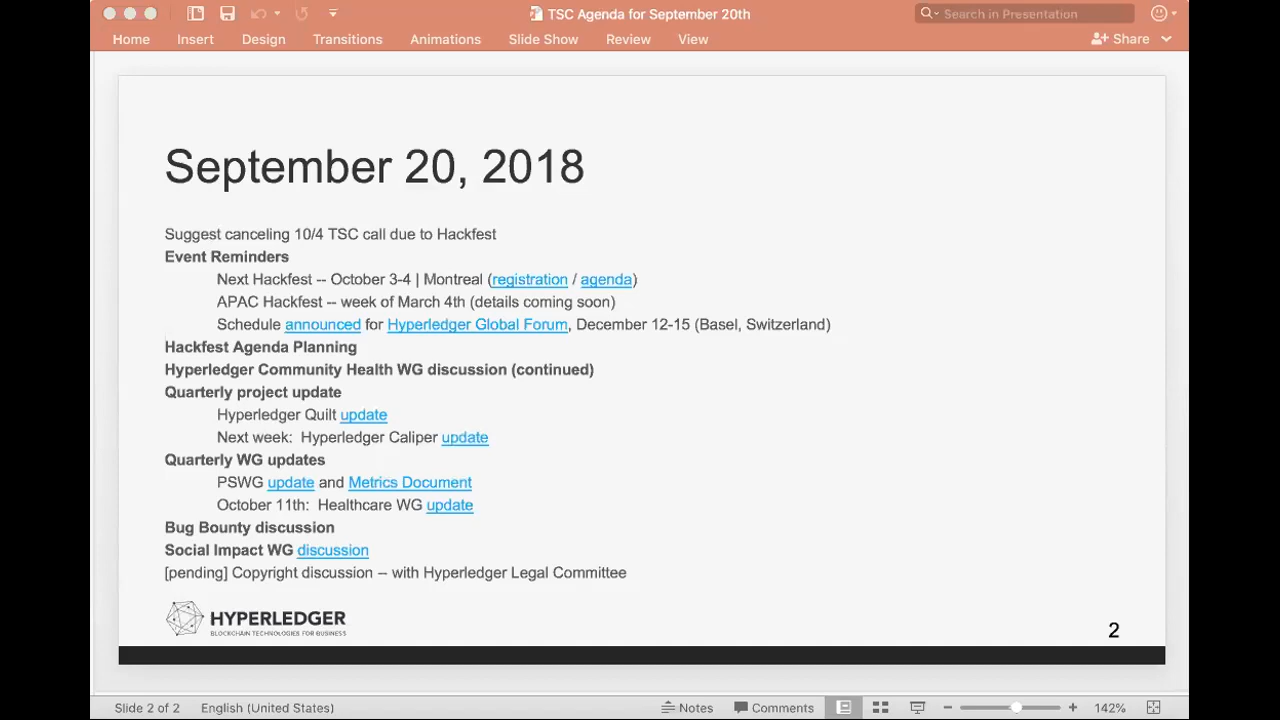 TSC Agenda for September 20th
Search in Presentation
Home Insert Design Transitions Animations Slide Show Review View Share
September 20, 2018
Suggest canceling 10/4 TSC call due to Hackfest
Event Reminders
Next Hackfest -- October 3-4 | Montreal (registration / agenda)
APAC Hackfest -- week of March 4th (details coming soon)
Schedule announced for Hyperledger Global Forum, December 12-15 (Basel, Switzerland)
Hackfest Agenda Planning
Hyperledger Community Health WG discussion (continued)
Quarterly project update
Hyperledger Quilt update
Next week: Hyperledger Caliper update
Quarterly WG updates
PSWG update and Metrics Document
October 11th: Healthcare WG update
Bug Bounty discussion
Social Impact WG discussion
[pending] Copyright discussion -- with Hyperledger Legal Committee
HYPERLEDGER
BLOCKCHAIN TECHNOLOGIES FOR BUSINESS
2
Slide 2 of 2 English (United States) Notes Comments 142%